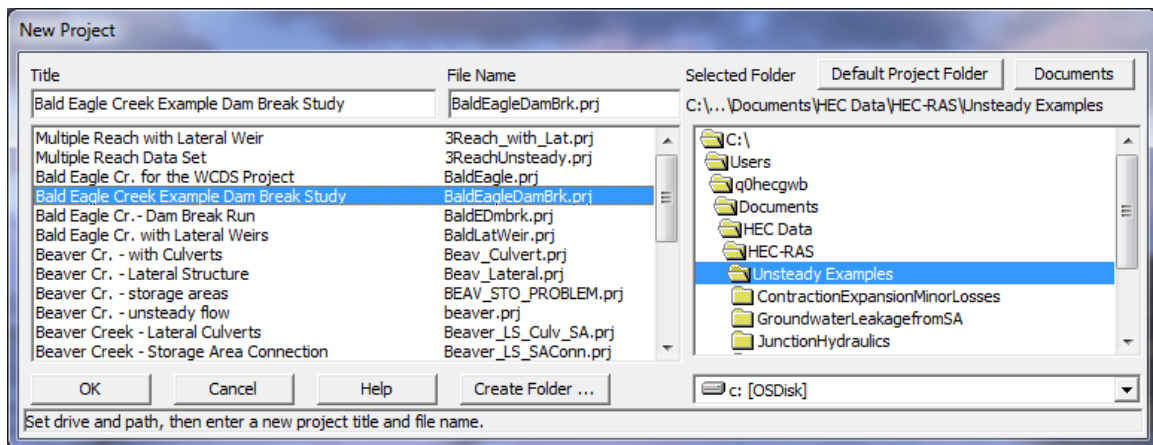 New Project
Title File Name Selected Folder Default Project Folder Documents
Bald Eagle Creek Example Dam Break Study BaldEagleDamBrk.prj C:\...\Documents\HEC Data\HEC-RAS\Unsteady Examples
Multiple Reach with Lateral Weir 3Reach_with_Lat.prj
Multiple Reach Data Set 3ReachUnsteady.prj
Bald Eagle Cr. for the WCDS Project BaldEagle.prj
Bald Eagle Creek Example Dam Break Study BaldEagleDamBrk.prj
Bald Eagle Cr.- Dam Break Run BaldEDmbrk.prj
Bald Eagle Cr. with Lateral Weirs BaldLatWeir.prj
Beaver Cr. - with Culverts Beav_Culvert.prj
Beaver Cr. - Lateral Structure Beav_Lateral.prj
Beaver Cr. - storage areas BEAV_STO_PROBLEM.prj
Beaver Cr. - unsteady flow beaver.prj
Beaver Creek - Lateral Culverts Beaver_LS_Culv_SA.prj
Beaver Creek - Storage Area Connection Beaver_LS_SAConn.prj
C:\
Users
q0hecgwb
Documents
HEC Data
HEC-RAS
Unsteady Examples
ContractionExpansionMinorLosses
GroundwaterLeakagefromSA
JunctionHydraulics
OK Cancel Help Create Folder ... c: [OSDisk]
Set drive and path, then enter a new project title and file name.